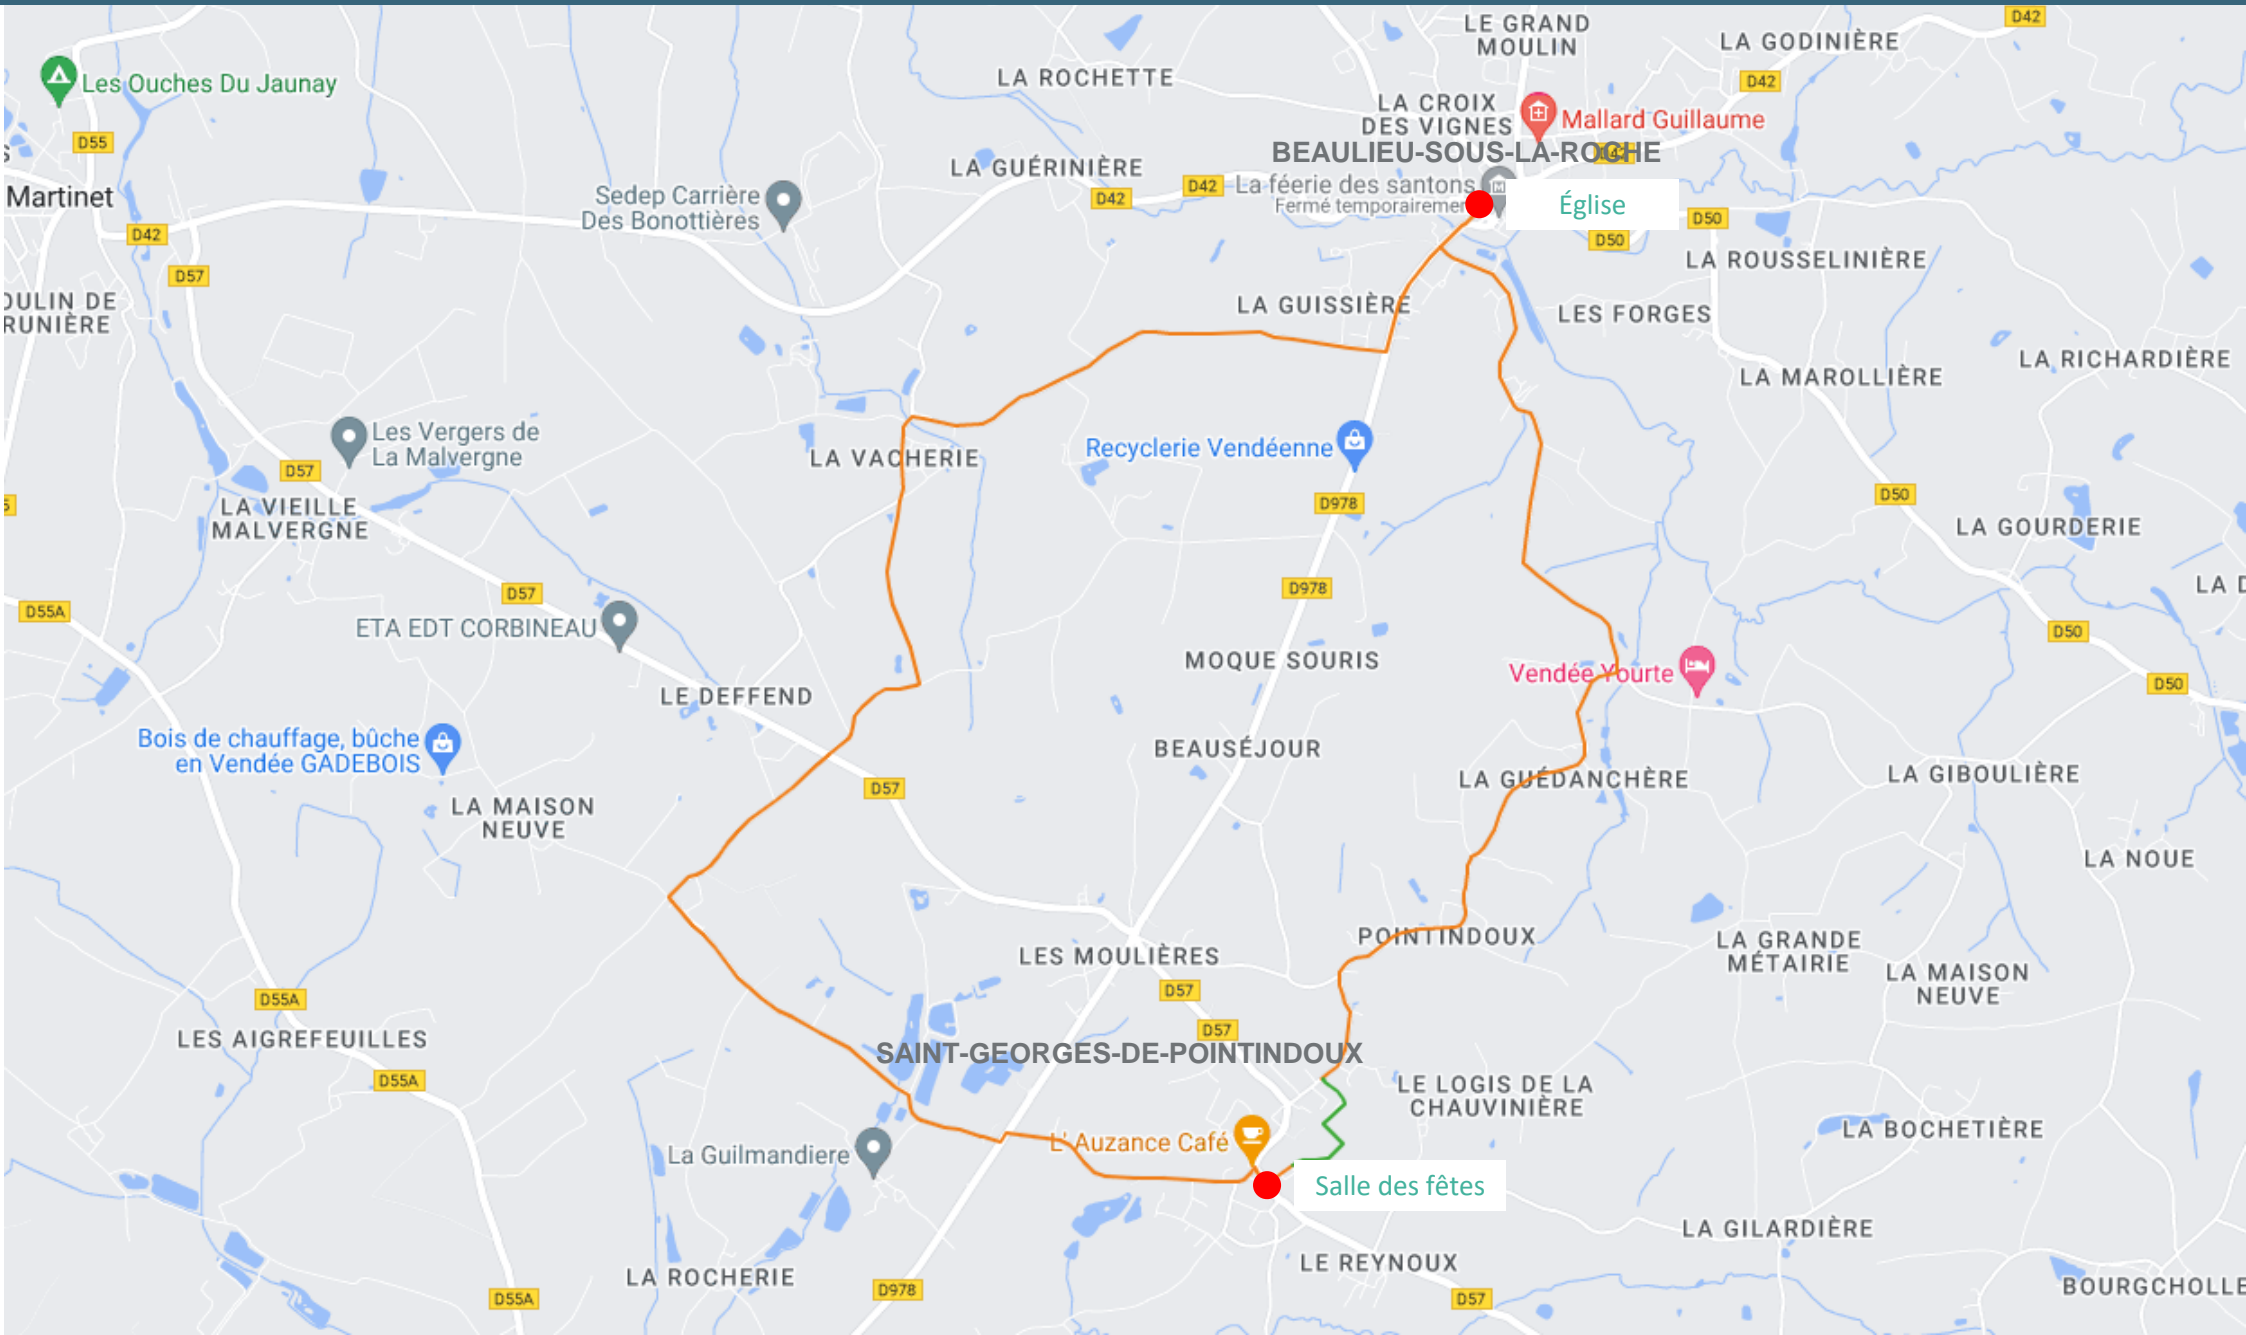 D42
LE GRAND
MOULIN
LA GODINIÈRE
Les Ouches Du Jaunay
LA ROCHETTE
D42
LA CROIX
DES VIGNES
Mallard Guillaume
D55
BEAULIEU-SOUS-LA-ROCHE
LA GUÉRINIÈRE
Martinet
Sedep Carrière
Des Bonottières
D42
D42
La féerie des santons
Fermé temporairemen
Église
D50
D42
D50
D57
LA ROUSSELINIÈRE
OULIN DE
RUNIÈRE
LA GUISSIÈRE
LES FORGES
LA RICHARDIÈRE
LA MAROLLIÈRE
Les Vergers de
La Malvergne
Recyclerie Vendéenne
LA VACHERIE
D57
D978
D50
LA VIEILLE
MALVERGNE
LA GOURDERIE
D57
D978
LA D
D55A
ETA EDT CORBINEAU
D50
MOQUE SOURIS
Vendée Yourte
D50
LE DEFFEND
Bois de chauffage, bûche
en Vendée GADEBOIS
BEAUSÉJOUR
LA GUÉDANCHÈRE
LA GIBOULIÈRE
D57
LA MAISON
NEUVE
LA NOUE
POINTINDOUX
LES MOULIÈRES
LA GRANDE
MÉTAIRIE
LA MAISON
NEUVE
D57
D55A
D57
LES AIGREFEUILLES
SAINT-GEORGES-DE-POINTINDOUX
D55A
LE LOGIS DE LA
CHAUVINIÈRE
LA BOCHETIÈRE
L' Auzance Café
La Guilmandiere
Salle des fêtes
LA GILARDIÈRE
LE REYNOUX
LA ROCHERIE
D978
BOURGCHOLLE
D55A
D57